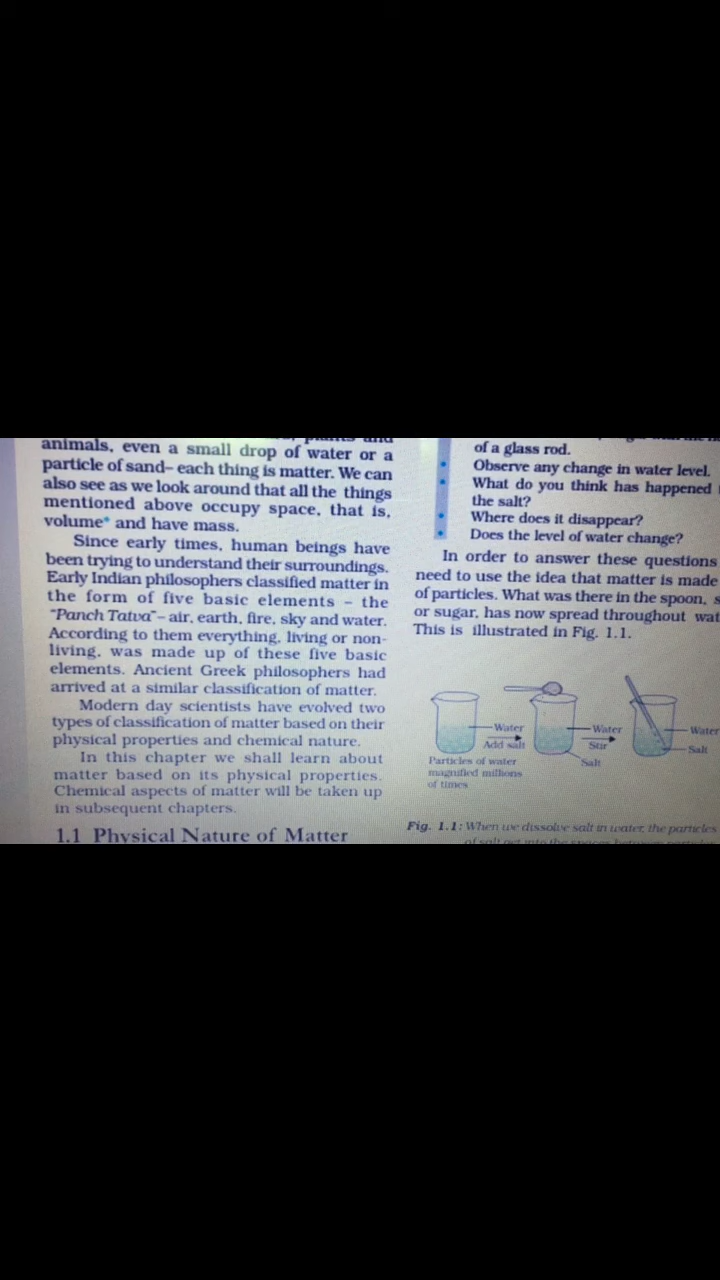 plants and
animals, even a small drop of water or a
particle of sand– each thing is matter. We can
also see as we look around that all the things
mentioned above occupy space, that is,
volume* and have mass.
Since early times, human beings have
been trying to understand their surroundings.
Early Indian philosophers classified matter in
the form of five basic elements – the
“Panch Tatva”– air, earth, fire, sky and water.
According to them everything, living or non-
living, was made up of these five basic
elements. Ancient Greek philosophers had
arrived at a similar classification of matter.
Modern day scientists have evolved two
types of classification of matter based on their
physical properties and chemical nature.
In this chapter we shall learn about
matter based on its physical properties.
Chemical aspects of matter will be taken up
in subsequent chapters.
1.1 Physical Nature of Matter
of a glass rod.
• Observe any change in water level.
• What do you think has happened
the salt?
• Where does it disappear?
• Does the level of water change?
In order to answer these questions
need to use the idea that matter is made
of particles. What was there in the spoon, s
or sugar, has now spread throughout wat
This is illustrated in Fig. 1.1.
Water
Add salt
Particles of water
magnified millions
of times
Water
Stir
Salt
Water
Salt
Fig. 1.1: When we dissolve salt in water, the particles
of salt get into the spaces between